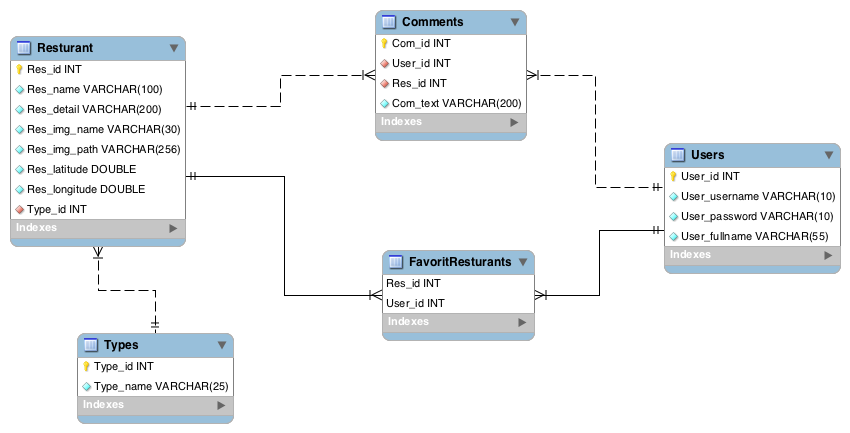 Resturant
Res_id INT
Res_name VARCHAR(100)
Res_detail VARCHAR(200)
Res_img_name VARCHAR(30)
Res_img_path VARCHAR(256)
Res_latitude DOUBLE
Res_longitude DOUBLE
Type_id INT
Indexes
Comments
Com_id INT
User_id INT
Res_id INT
Com_text VARCHAR(200)
Indexes
Users
User_id INT
User_username VARCHAR(10)
User_password VARCHAR(10)
User_fullname VARCHAR(55)
Indexes
FavoritResturants
Res_id INT
User_id INT
Indexes
Types
Type_id INT
Type_name VARCHAR(25)
Indexes